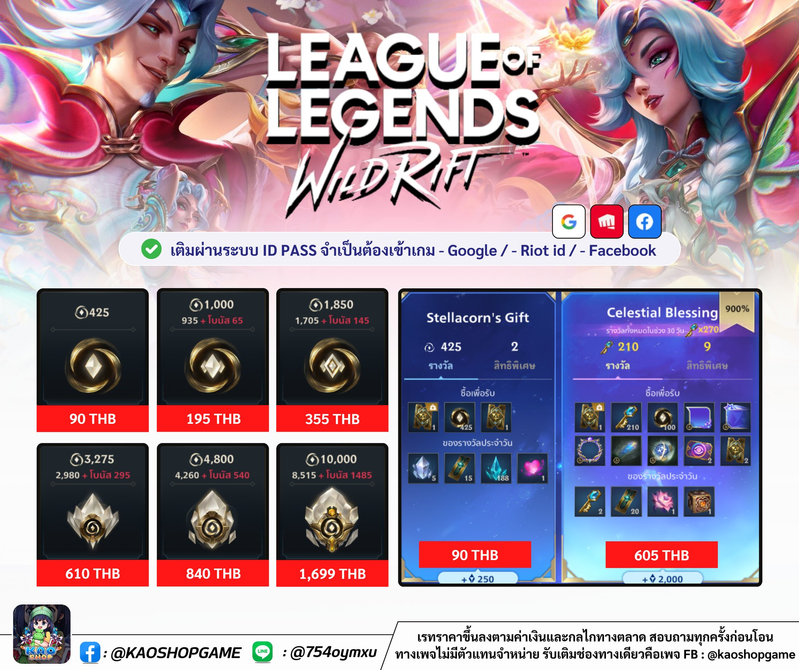 LEAGUE OF
LEGENDS
WILD RIFT
เติมผ่านระบบ ID PASS จำเป็นต้องเข้าเกม - Google / - Riot id / - Facebook
425
90 THB
1,000
935 + โบนัส 65
195 THB
1,850
1,705 + โบนัส 145
355 THB
3,275
2,980 + โบนัส 295
610 THB
4,800
4,260 + โบนัส 540
840 THB
10,000
8,515 + โบนัส 1485
1,699 THB
Stellacorn's Gift
425 2
รางวัล สิทธิพิเศษ
ซื้อเพื่อรับ
1 425 1
ของรางวัลประจำวัน
5 15 188 1
90 THB
+ 250
Celestial Blessing
900%
รางวัลทั้งหมดในช่วง 30 วัน x270
210 9
รางวัล สิทธิพิเศษ
ซื้อเพื่อรับ
1 210 100 1 1
2 2
ของรางวัลประจำวัน
2 20 1 1
605 THB
+ 2,000
KAO
SHOP
: @KAOSHOPGAME
LINE
: @754oymxu
เรทราคาขึ้นลงตามค่าเงินและกลไกทางตลาด สอบถามทุกครั้งก่อนโอน
ทางเพจไม่มีตัวแทนจำหน่าย รับเติมช่องทางเดียวคือเพจ FB : @kaoshopgame